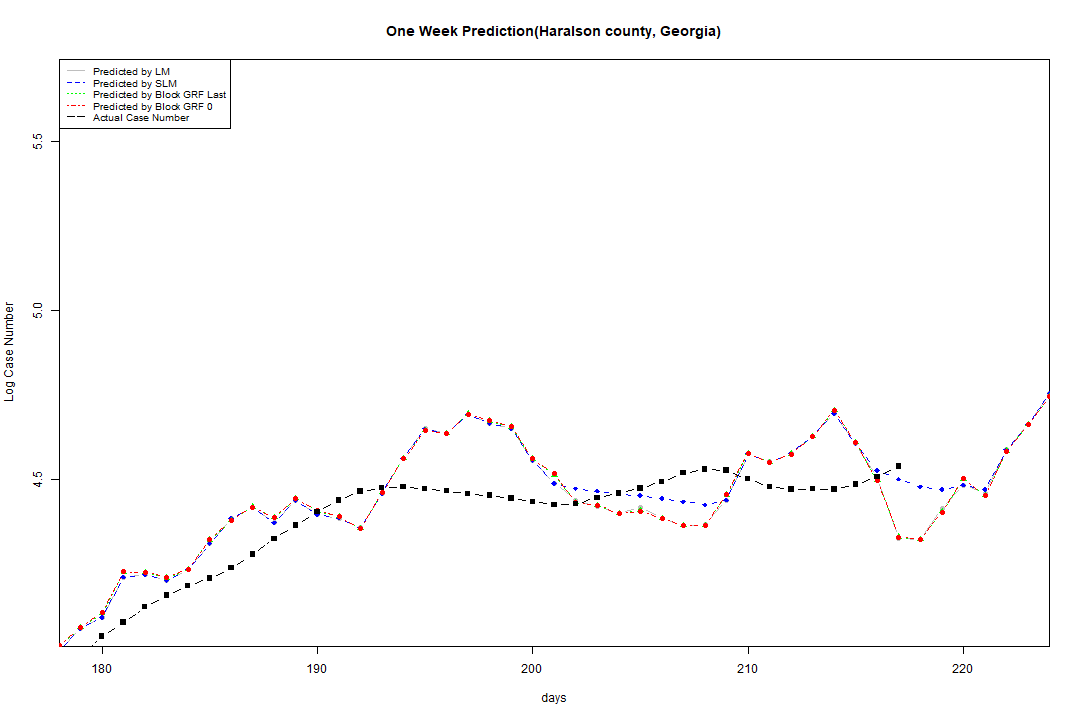 One Week Prediction(Haralson county, Georgia)
Predicted by LM
Predicted by SLM
Predicted by Block GRF Last
Predicted by Block GRF 0
Actual Case Number
5.5
5.0
4.5
Log Case Number
180 190 200 210 220
days